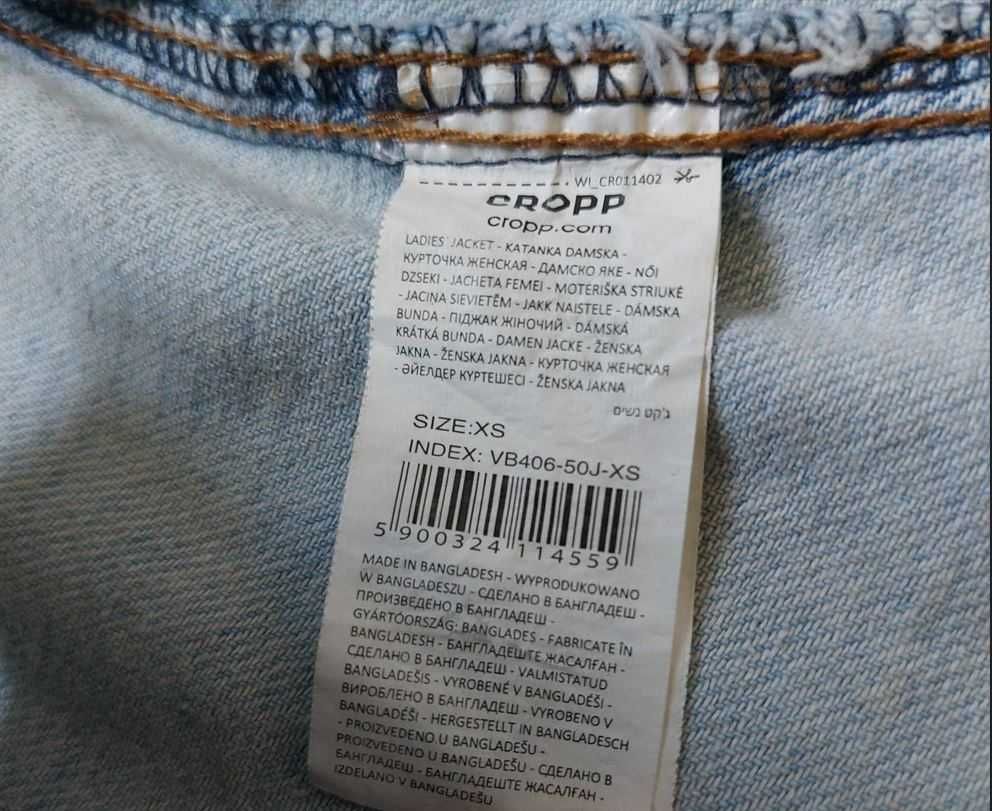 WI_CR011402
CROPP
cropp.com
LADIES' JACKET - KATANKA DAMSKA -
КУРТОЧКА ЖЕНСКАЯ - ДАМСКО ЯКЕ - NŐI
DZSEKI - JACHETA FEMEI - MOTERIŠKA STRIUKĖ
- JACIŅA SIEVIETĒM - JAKK NAISTELE - DÁMSKA
BUNDA - ПІДЖАК ЖІНОЧИЙ - DÁMSKÁ
KRÁTKÁ BUNDA - DAMEN JACKE - ŽENSKA
JAKNA - ŽENSKA JAKNA - КУРТОЧКА ЖЕНСКАЯ
- ӘЙЕЛДЕР КҮРТЕШЕСІ - ŽENSKA JAKNA
ג'קט נשים
SIZE:XS
INDEX: VB406-50J-XS
5 900324 114559
MADE IN BANGLADESH - WYPRODUKOWANO
W BANGLADESZU - СДЕЛАНО В БАНГЛАДЕШ -
ПРОИЗВЕДЕНО В БАНГЛАДЕШ -
GYÁRTÓORSZÁG: BANGLADES - FABRICATE ÎN
BANGLADESH - БАНГЛАДЕШТЕ ЖАСАЛҒАН -
СДЕЛАНО В БАНГЛАДЕШ - VALMISTATUD
BANGLADEŠIS - VYROBENÉ V BANGLADÉŠI -
ВИРОБЛЕНО В БАНГЛАДЕШ - VYROBENO V
BANGLADÉŠI - HERGESTELLT IN BANGLADESCH
- PROIZVEDENO U BANGLADEŠU -
PROIZVEDENO U BANGLADEŠU - СДЕЛАНО В
БАНГЛАДЕШ - БАНГЛАДЕШТЕ ЖАСАЛҒАН -
IZDELANO V BANGLADEŠU